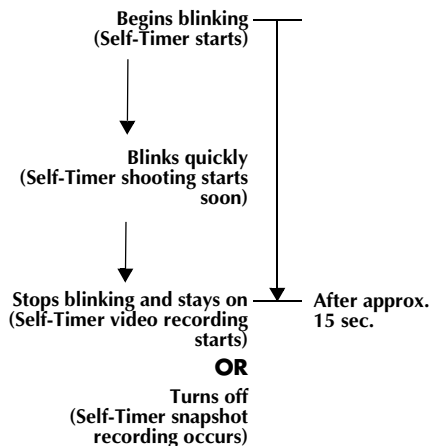 Begins blinking
(Self-Timer starts)
Blinks quickly
(Self-Timer shooting starts
soon)
Stops blinking and stays on
(Self-Timer video recording
starts)
After approx.
15 sec.
OR
Turns off
(Self-Timer snapshot
recording occurs)